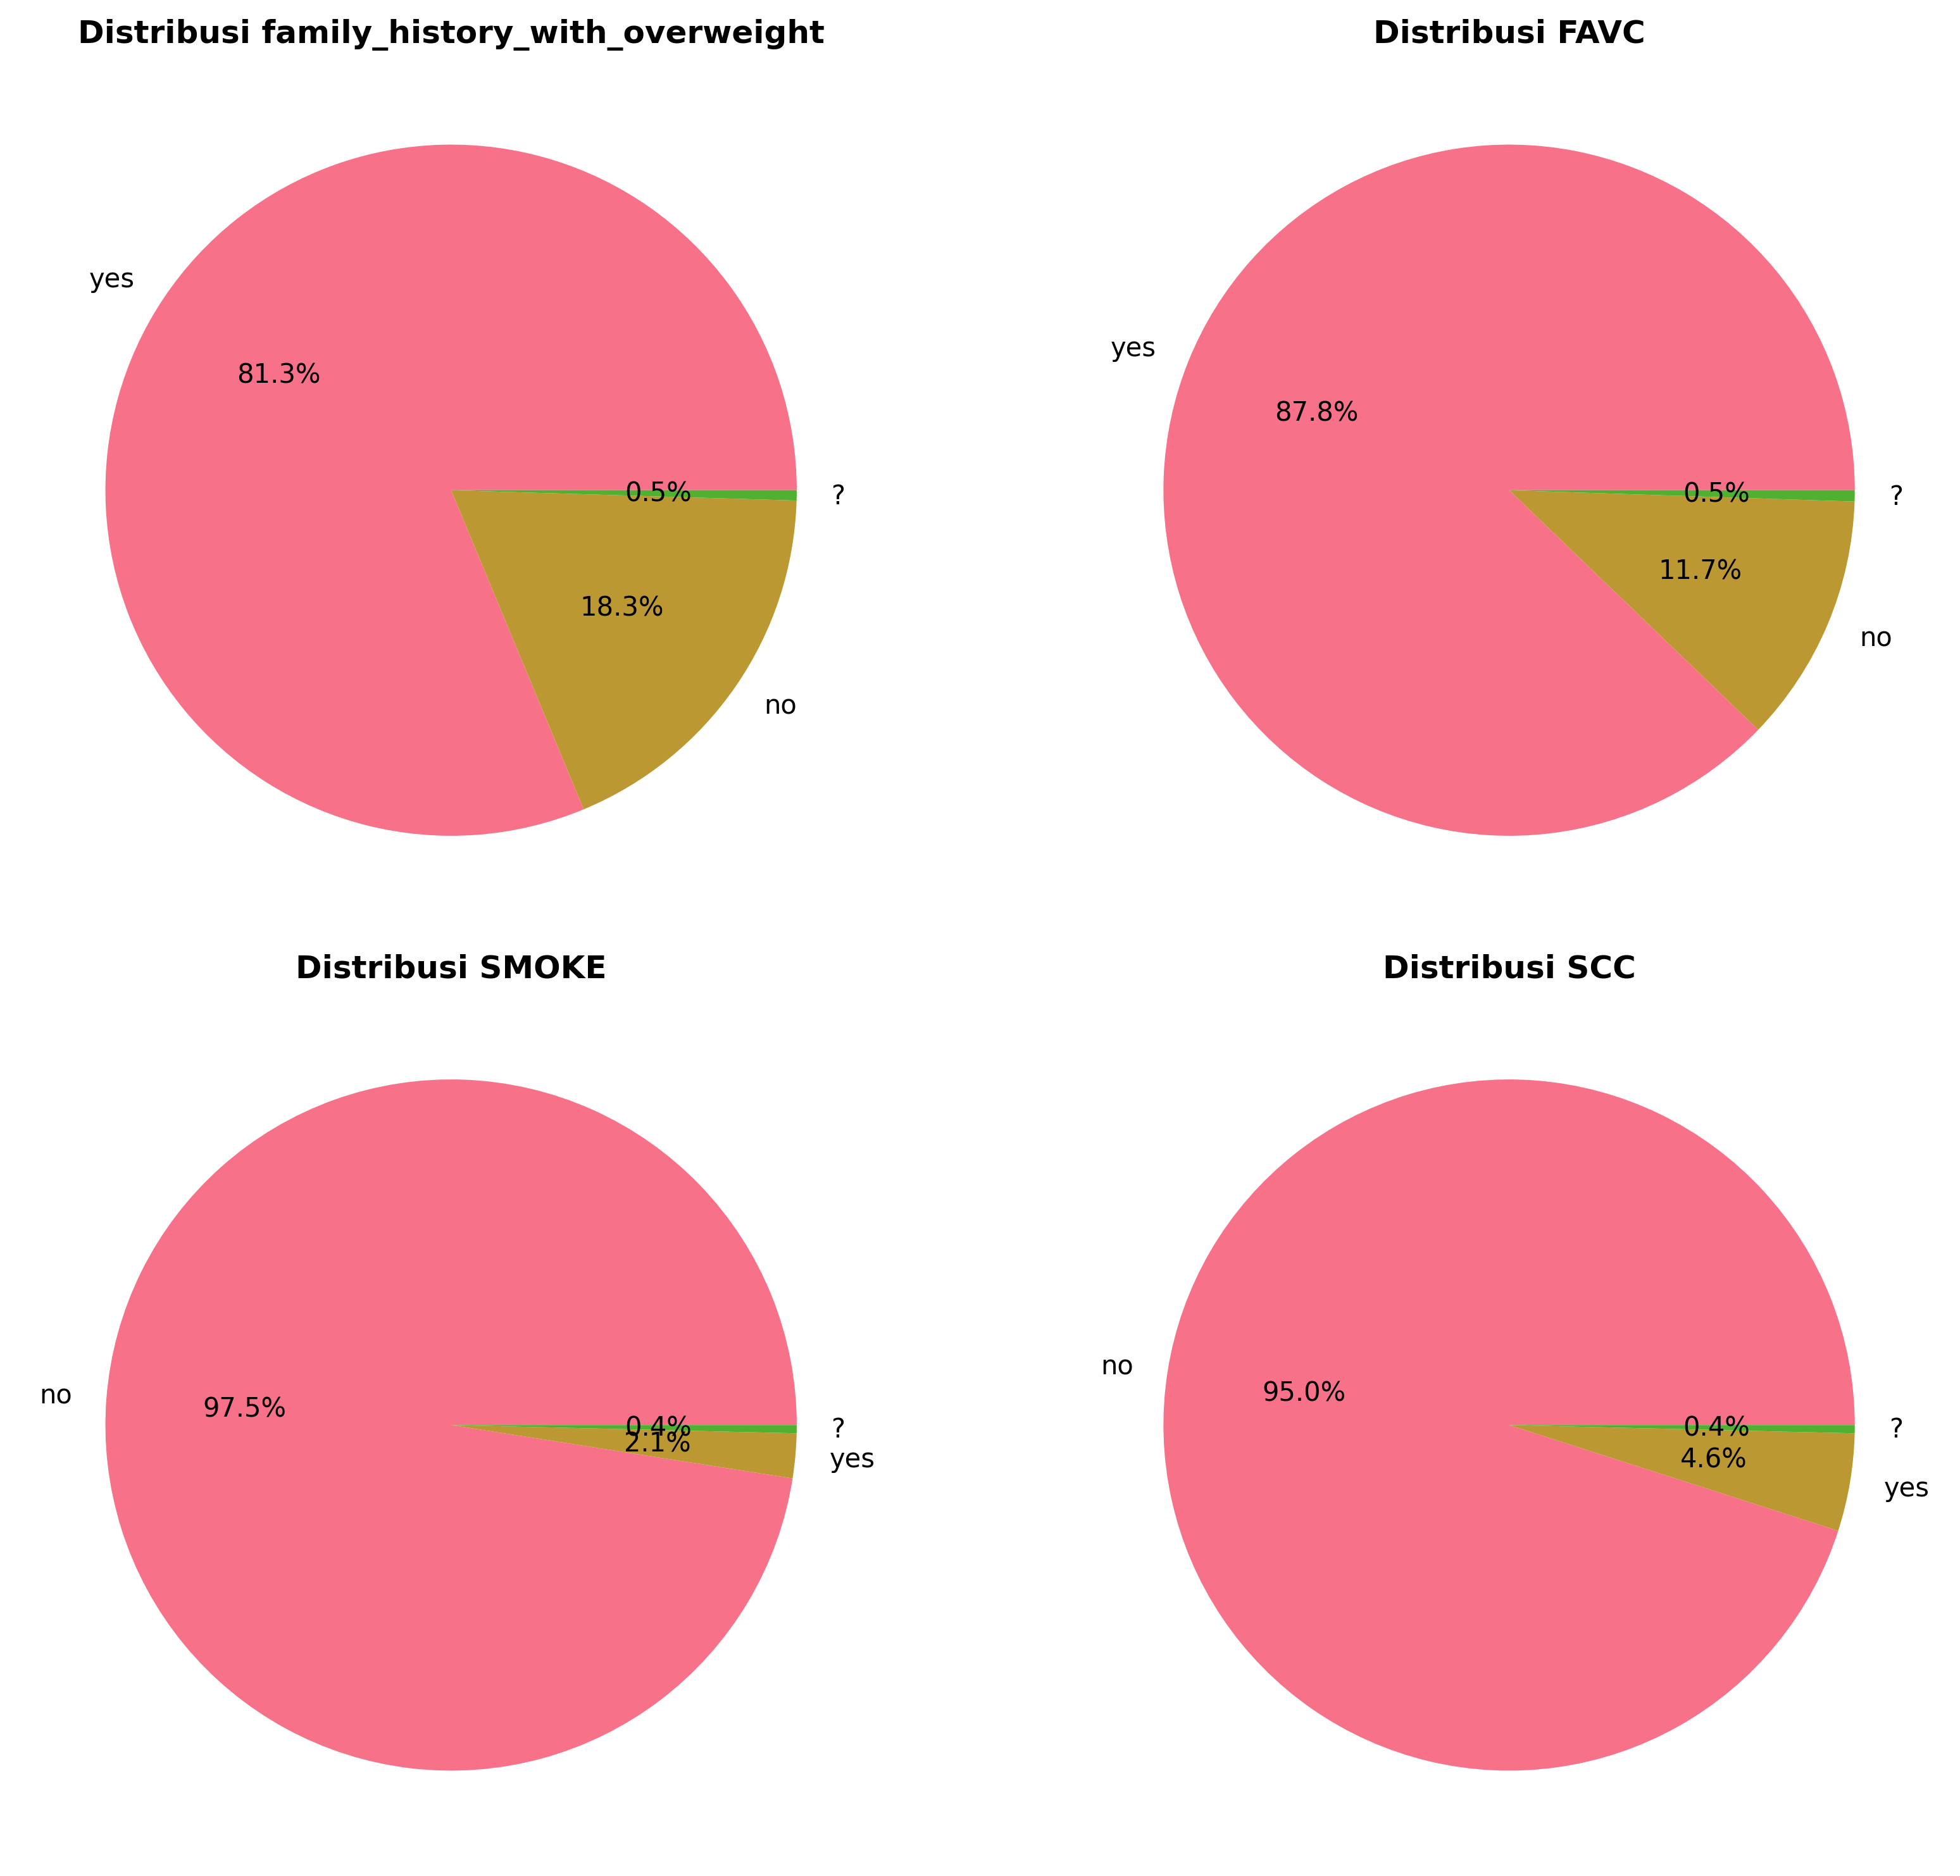 Distribusi family_history_with_overweight
yes
81.3%
0.5%
?
18.3%
no
Distribusi FAVC
yes
87.8%
0.5%
?
11.7%
no
Distribusi SMOKE
no
97.5%
0.4%
?
2.1%
yes
Distribusi SCC
no
95.0%
0.4%
?
4.6%
yes